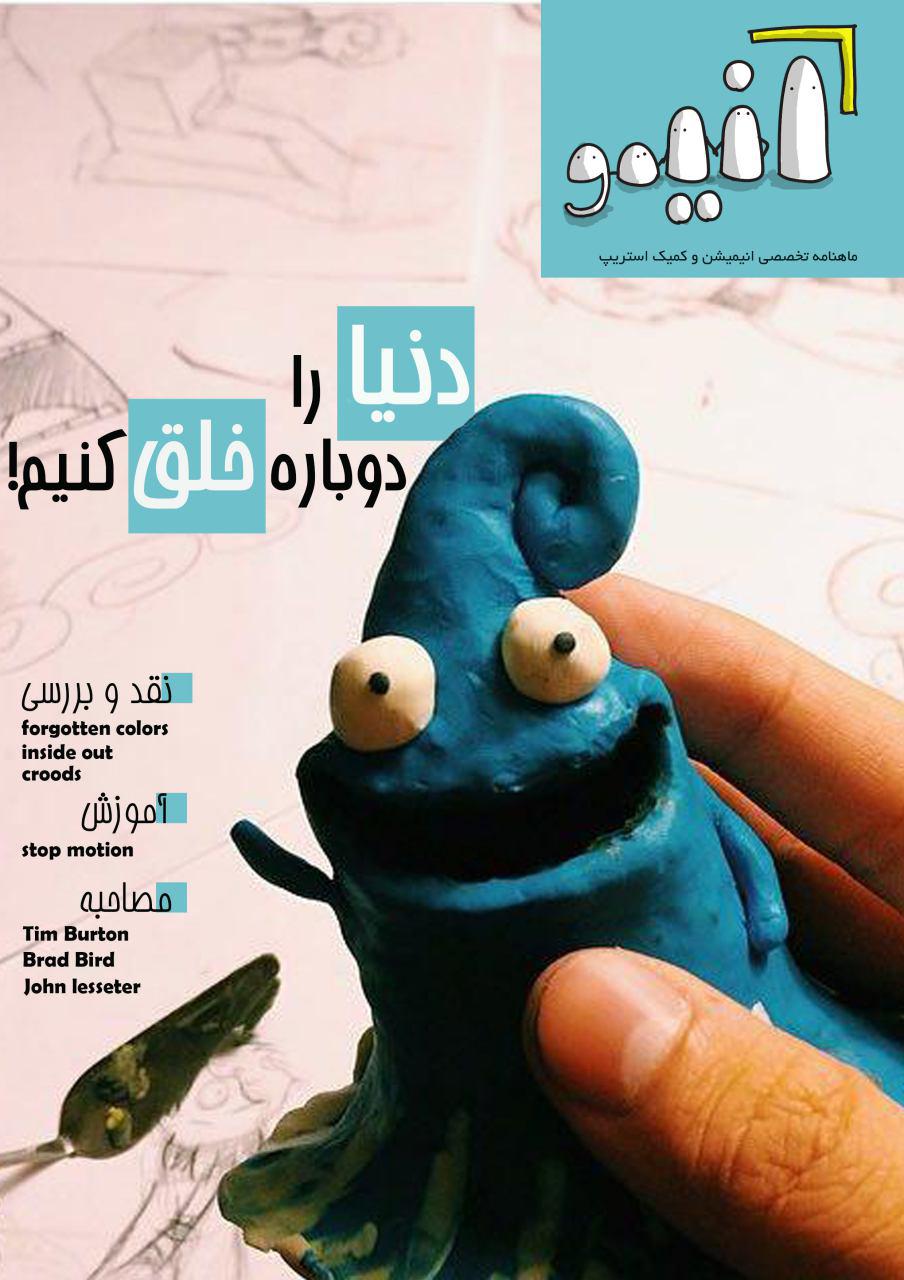 آنیمو
ماهنامه تخصصی انیمیشن و کمیک استریپ
دنیا را
دوباره خلق کنیم!
نقد و بررسی
forgotten colors
inside out
croods
آموزش
stop motion
مصاحبه
Tim Burton
Brad Bird
John lesseter